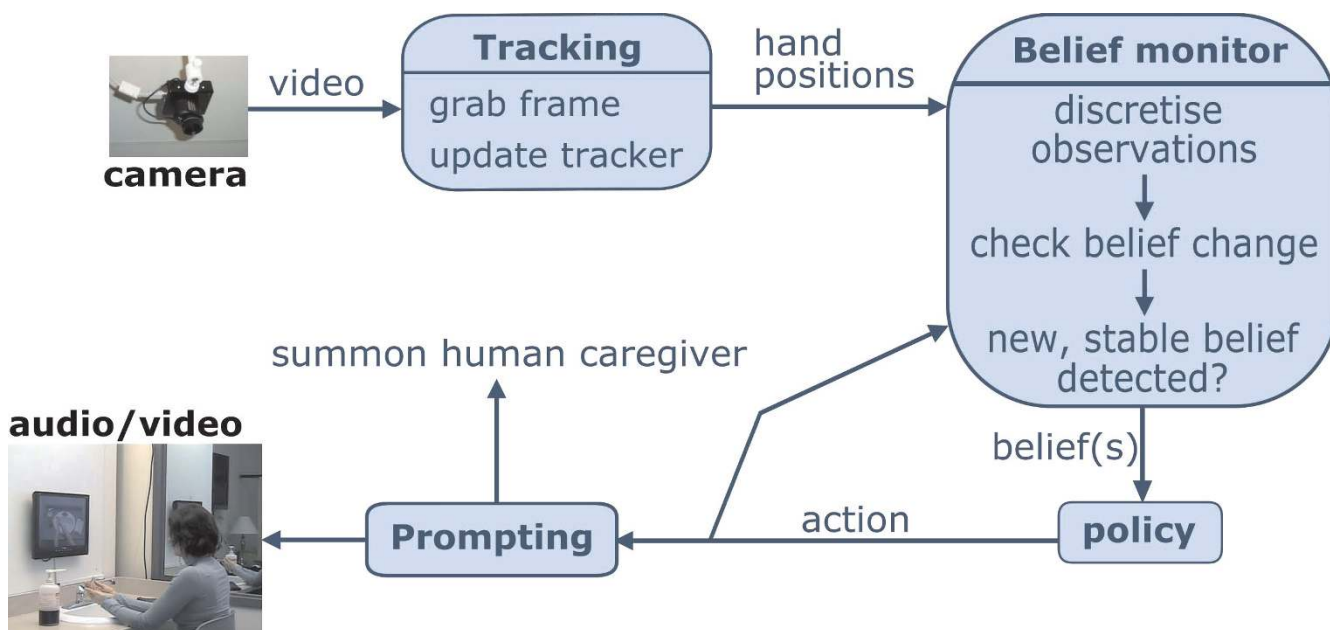 camera
video
Tracking
grab frame
update tracker
hand
positions
Belief monitor
discretise
observations
check belief change
new, stable belief
detected?
belief(s)
policy
action
Prompting
summon human caregiver
audio/video